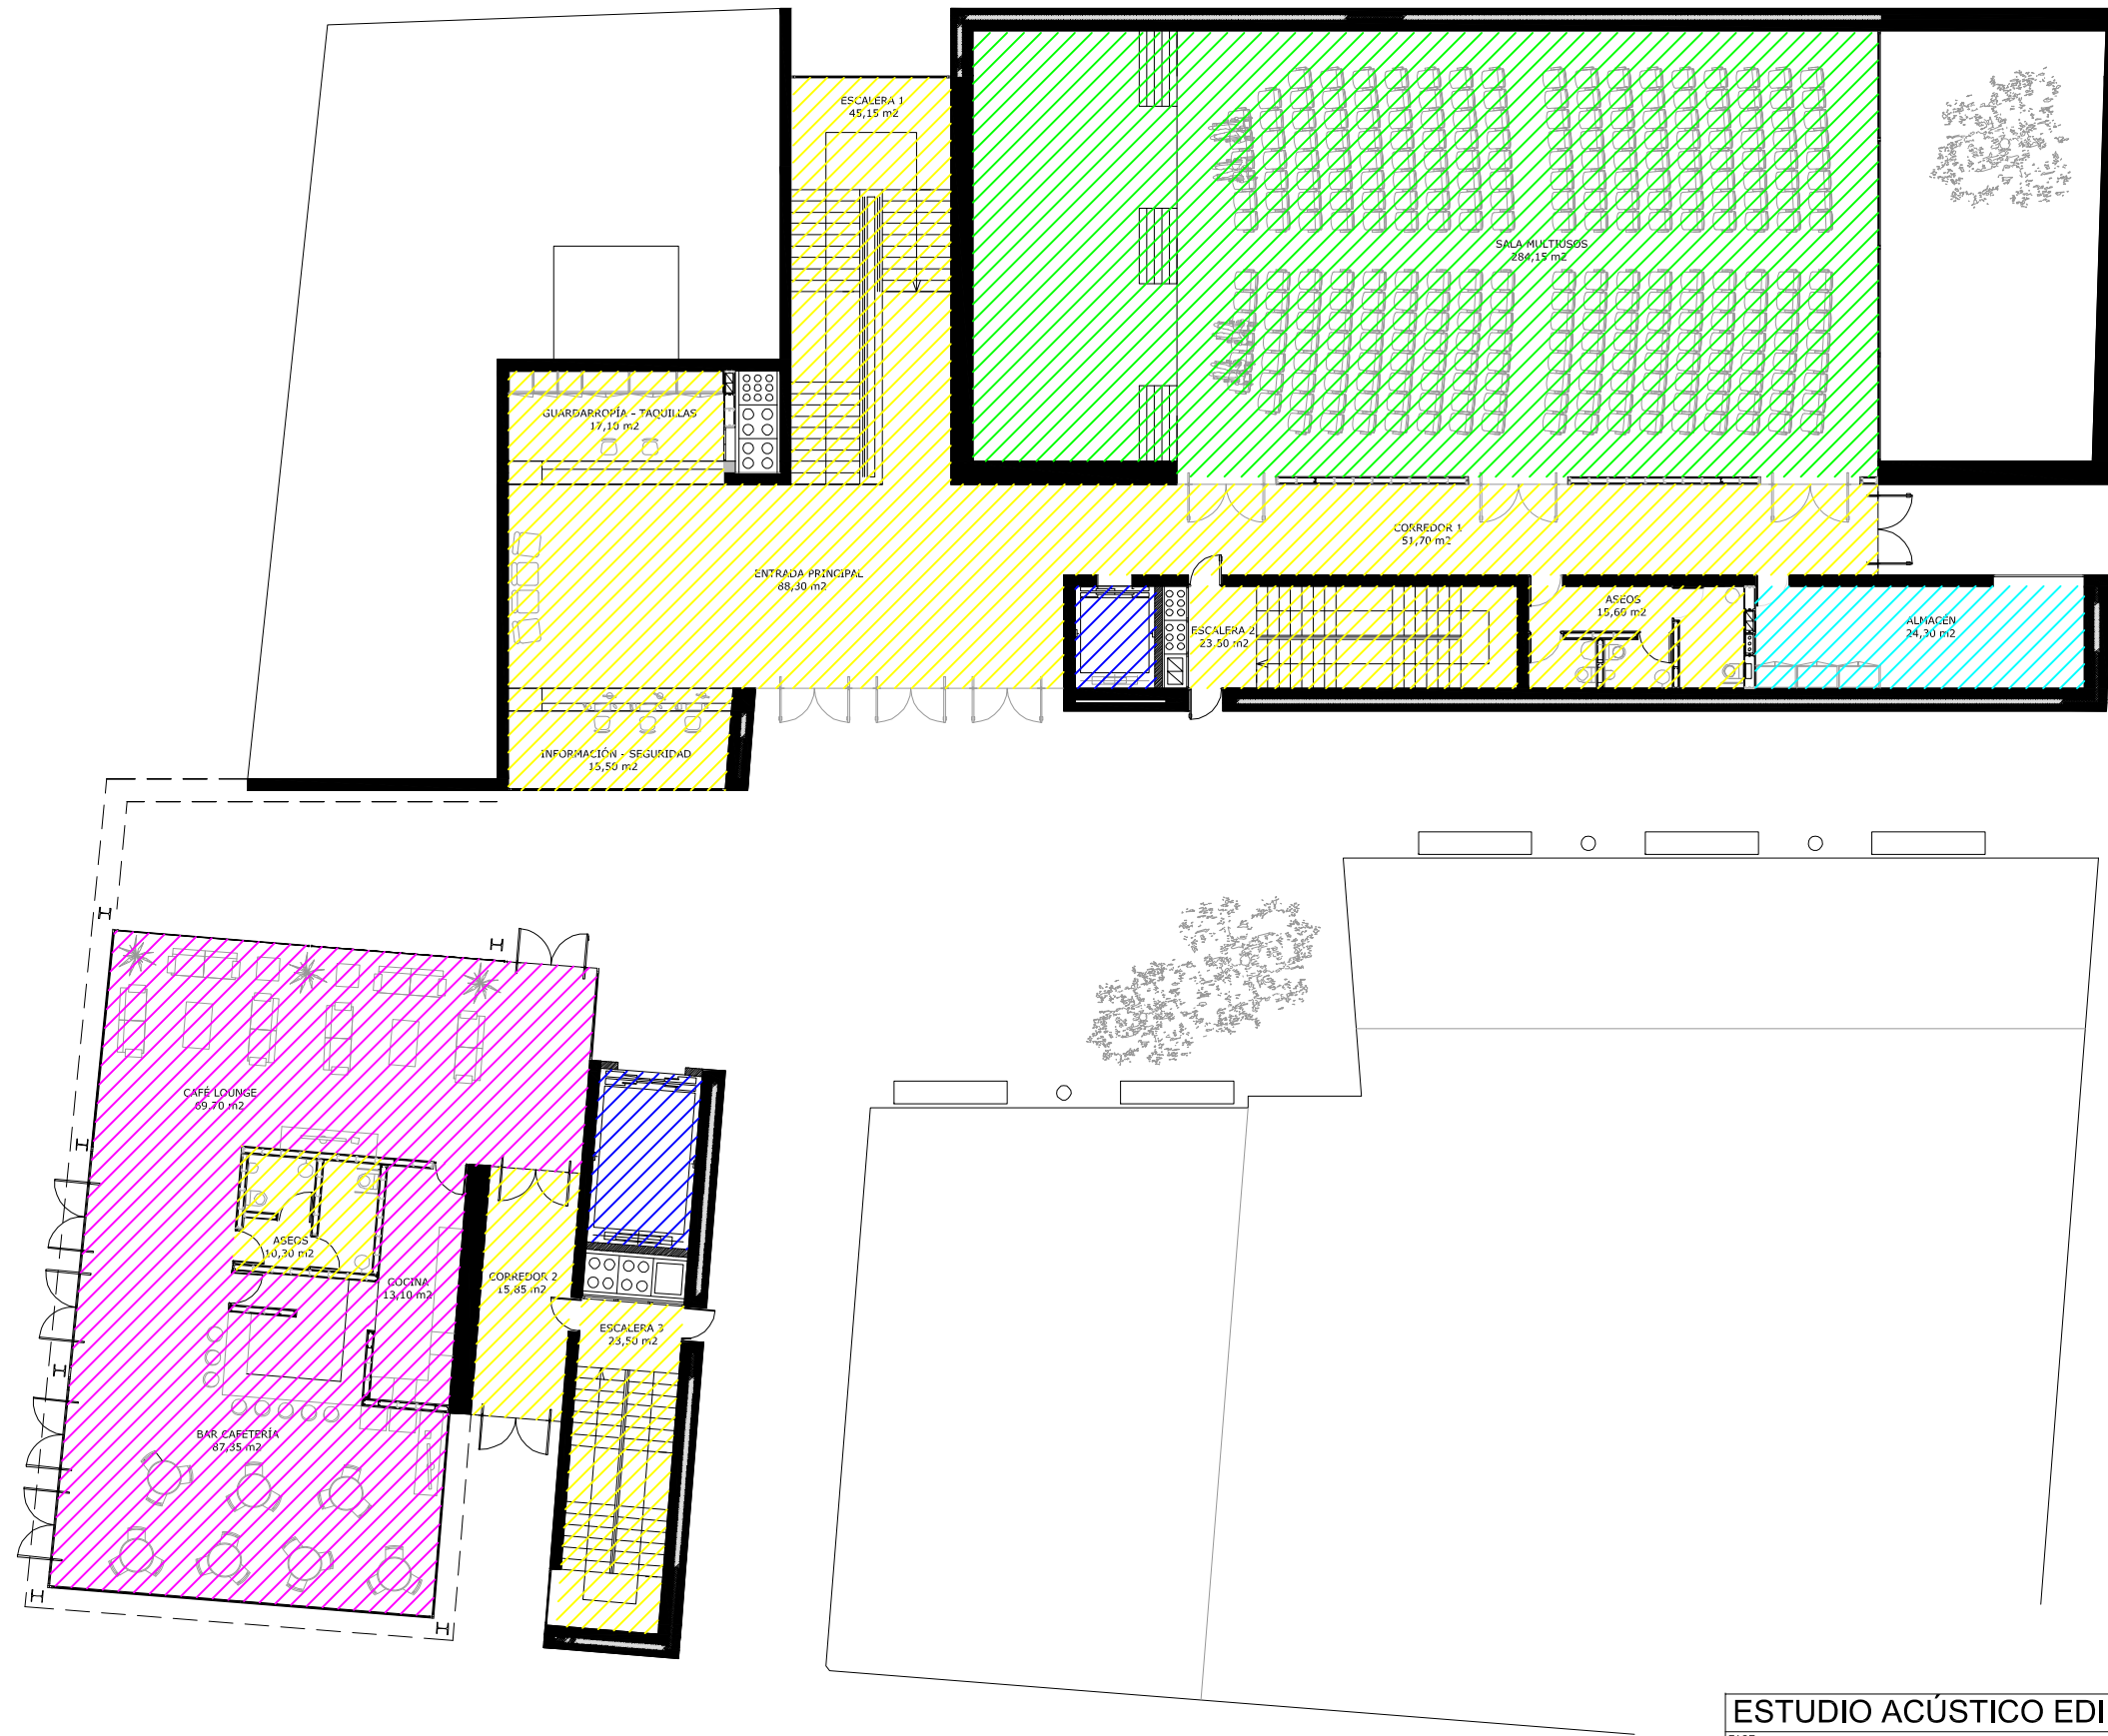 ESCALERA 1
45,15 m2
SALA MULTIUSOS
284,15 m2
GUARDARROPÍA - TAQUILLAS
17,10 m2
CORREDOR 1
51,70 m2
ENTRADA PRINCIPAL
88,30 m2
ESCALERA 2
23,50 m2
ASEOS
15,60 m2
ALMACÉN
24,30 m2
INFORMACIÓN - SEGURIDAD
15,50 m2
CAFÉ LOUNGE
69,70 m2
ASEOS
10,30 m2
COCINA
13,10 m2
CORREDOR 2
15,85 m2
ESCALERA 3
23,50 m2
BAR CAFETERÍA
87,35 m2
ESTUDIO ACÚSTICO EDI